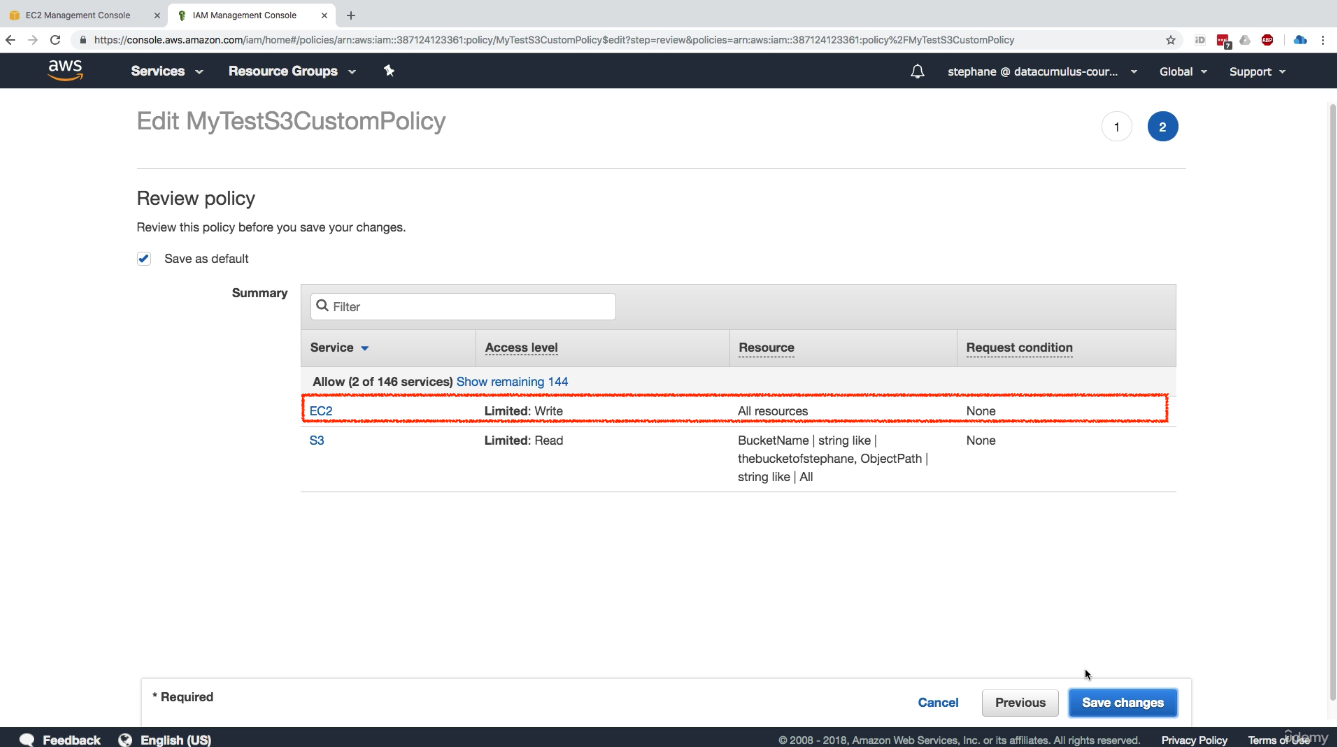 EC2 Management Console
IAM Management Console
https://console.aws.amazon.com/iam/home#/policies/arn:aws:iam::387124123361:policy/MyTestS3CustomPolicy$edit?step=review&policies=arn:aws:iam::387124123361:policy%2FMyTestS3CustomPolicy
aws
Services
Resource Groups
stephane @ datacumulus-cour...
Global
Support
Edit MyTestS3CustomPolicy
1
2
Review policy
Review this policy before you save your changes.
Save as default
Summary
Filter
Service
Access level
Resource
Request condition
Allow (2 of 146 services) Show remaining 144
EC2
Limited: Write
All resources
None
S3
Limited: Read
BucketName | string like |
thebucketofstephane, ObjectPath |
string like | All
None
* Required
Cancel
Previous
Save changes
Feedback
English (US)
© 2008 - 2018, Amazon Web Services, Inc. or its affiliates. All rights reserved.
Privacy Policy
Terms of Use
ûdemy